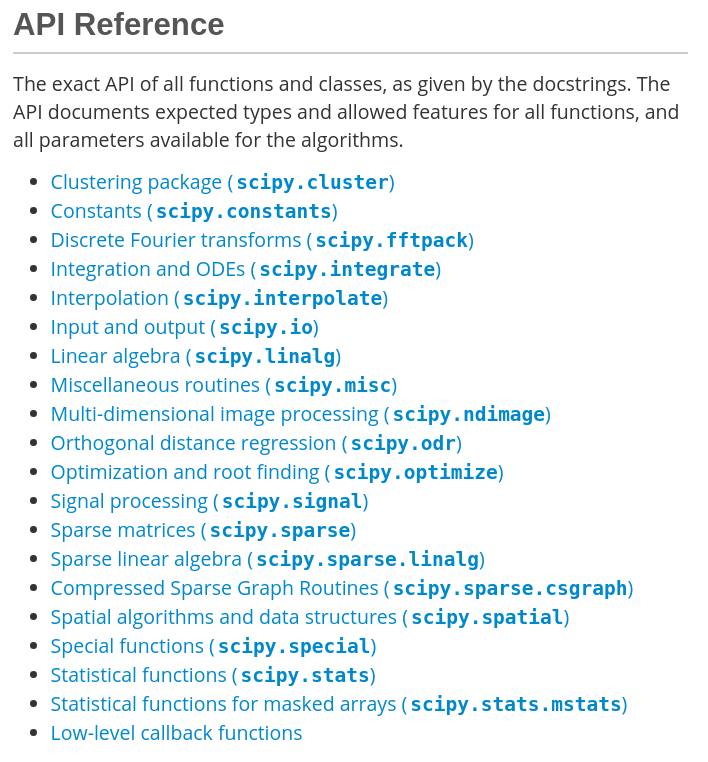 API Reference
The exact API of all functions and classes, as given by the docstrings. The
API documents expected types and allowed features for all functions, and
all parameters available for the algorithms.
• Clustering package (scipy.cluster)
• Constants (scipy.constants)
• Discrete Fourier transforms (scipy.fftpack)
• Integration and ODEs (scipy.integrate)
• Interpolation (scipy.interpolate)
• Input and output (scipy.io)
• Linear algebra (scipy.linalg)
• Miscellaneous routines (scipy.misc)
• Multi-dimensional image processing (scipy.ndimage)
• Orthogonal distance regression (scipy.odr)
• Optimization and root finding (scipy.optimize)
• Signal processing (scipy.signal)
• Sparse matrices (scipy.sparse)
• Sparse linear algebra (scipy.sparse.linalg)
• Compressed Sparse Graph Routines (scipy.sparse.csgraph)
• Spatial algorithms and data structures (scipy.spatial)
• Special functions (scipy.special)
• Statistical functions (scipy.stats)
• Statistical functions for masked arrays (scipy.stats.mstats)
• Low-level callback functions